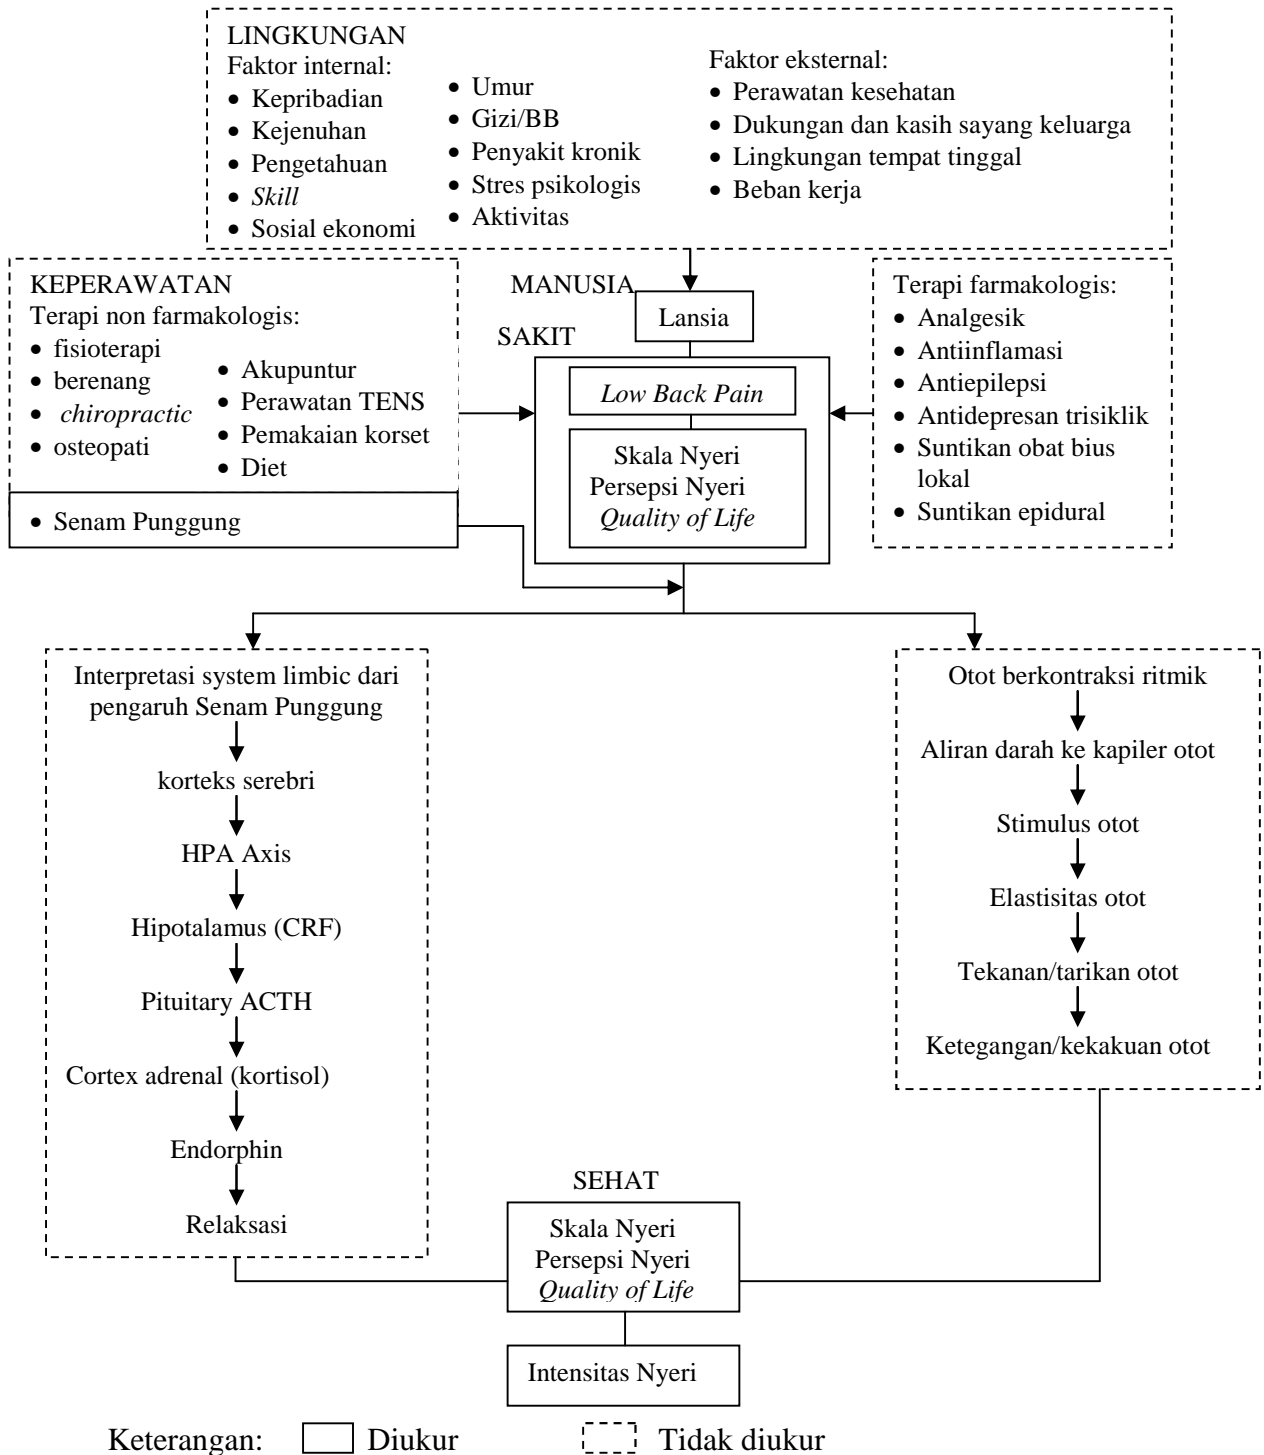 LINGKUNGAN
Faktor internal:
• Kepribadian
• Kejenuhan
• Pengetahuan
• Skill
• Sosial ekonomi
• Umur
• Gizi/BB
• Penyakit kronik
• Stres psikologis
• Aktivitas
Faktor eksternal:
• Perawatan kesehatan
• Dukungan dan kasih sayang keluarga
• Lingkungan tempat tinggal
• Beban kerja
KEPERAWATAN
Terapi non farmakologis:
• fisioterapi
• berenang
• chiropractic
• osteopati
• Akupuntur
• Perawatan TENS
• Pemakaian korset
• Diet
• Senam Punggung
MANUSIA
Lansia
SAKIT
Low Back Pain
Skala Nyeri
Persepsi Nyeri
Quality of Life
Terapi farmakologis:
• Analgesik
• Antiinflamasi
• Antiepilepsi
• Antidepresan trisiklik
• Suntikan obat bius
lokal
• Suntikan epidural
Interpretasi system limbic dari
pengaruh Senam Punggung
korteks serebri
HPA Axis
Hipotalamus (CRF)
Pituitary ACTH
Cortex adrenal (kortisol)
Endorphin
Relaksasi
Otot berkontraksi ritmik
Aliran darah ke kapiler otot
Stimulus otot
Elastisitas otot
Tekanan/tarikan otot
Ketegangan/kekakuan otot
SEHAT
Skala Nyeri
Persepsi Nyeri
Quality of Life
Intensitas Nyeri
Keterangan: Diukur Tidak diukur